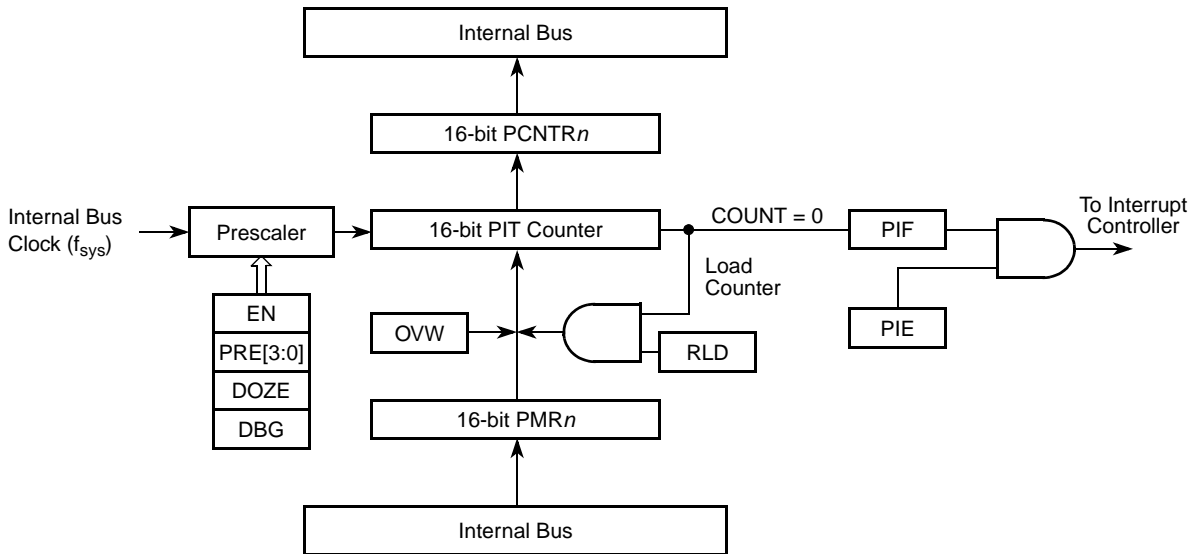 Internal Bus
16-bit PCNTRn
Internal Bus
Clock (fsys)
Prescaler
16-bit PIT Counter
COUNT = 0
PIF
To Interrupt
Controller
Load
Counter
EN
PRE[3:0]
DOZE
DBG
OVW
RLD
PIE
16-bit PMRn
Internal Bus